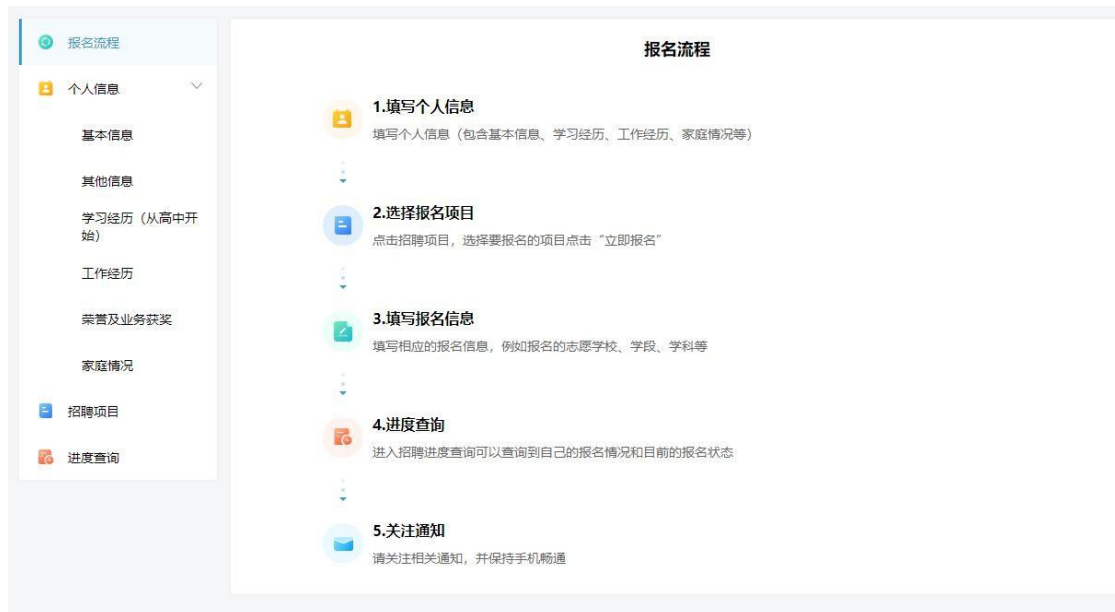 报名流程
个人信息
基本信息
其他信息
学习经历（从高中开
始）
工作经历
荣誉及业务获奖
家庭情况
招聘项目
进度查询
报名流程
1.填写个人信息
填写个人信息（包含基本信息、学习经历、工作经历、家庭情况等）
2.选择报名项目
点击招聘项目，选择要报名的项目点击“立即报名”
3.填写报名信息
填写相应的报名信息，例如报名的志愿学校、学段、学科等
4.进度查询
进入招聘进度查询可以查询到自己的报名情况和目前的报名状态
5.关注通知
请关注相关通知，并保持手机畅通